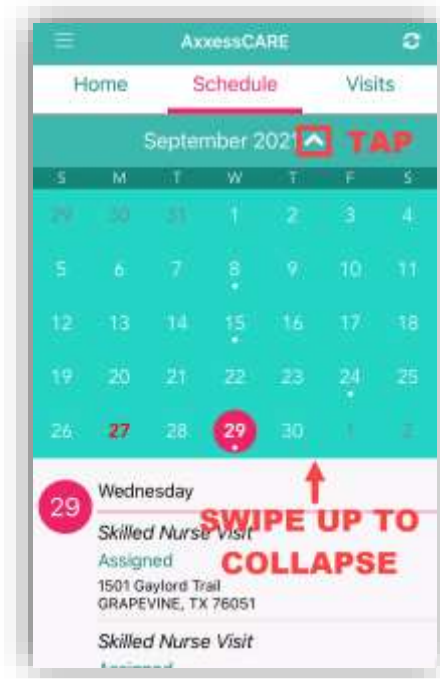 AxxessCARE
Home Schedule Visits
September 2021 TAP
S M T W T F S
29 30 31 1 2 3 4
5 6 7 8 9 10 11
12 13 14 15 16 17 18
19 20 21 22 23 24 25
26 27 28 29 30 1 2
29 Wednesday
Skilled Nurse Visit
SWIPE UP TO
Assigned
COLLAPSE
1501 Gaylord Trail
GRAPEVINE, TX 76051
Skilled Nurse Visit
Assigned